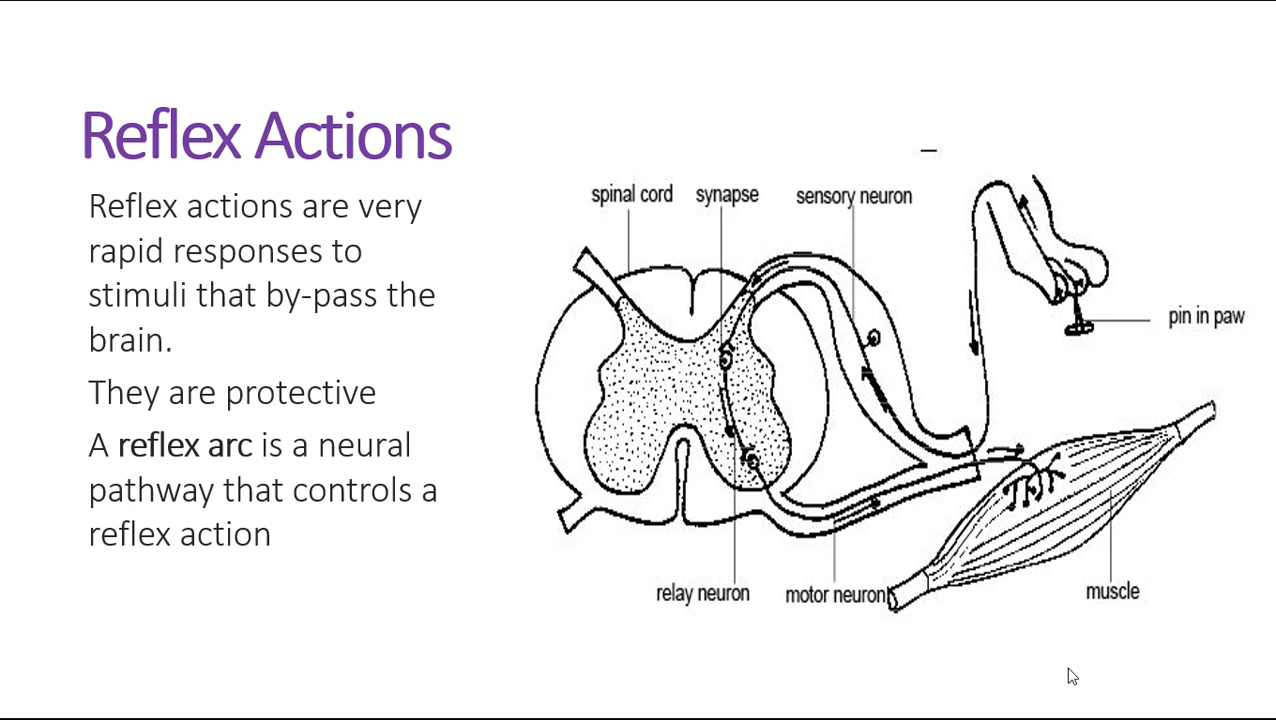 Reflex Actions
Reflex actions are very
rapid responses to
stimuli that by-pass the
brain.
They are protective
A reflex arc is a neural
pathway that controls a
reflex action
spinal cord
synapse
sensory neuron
pin in paw
relay neuron
motor neuron
muscle